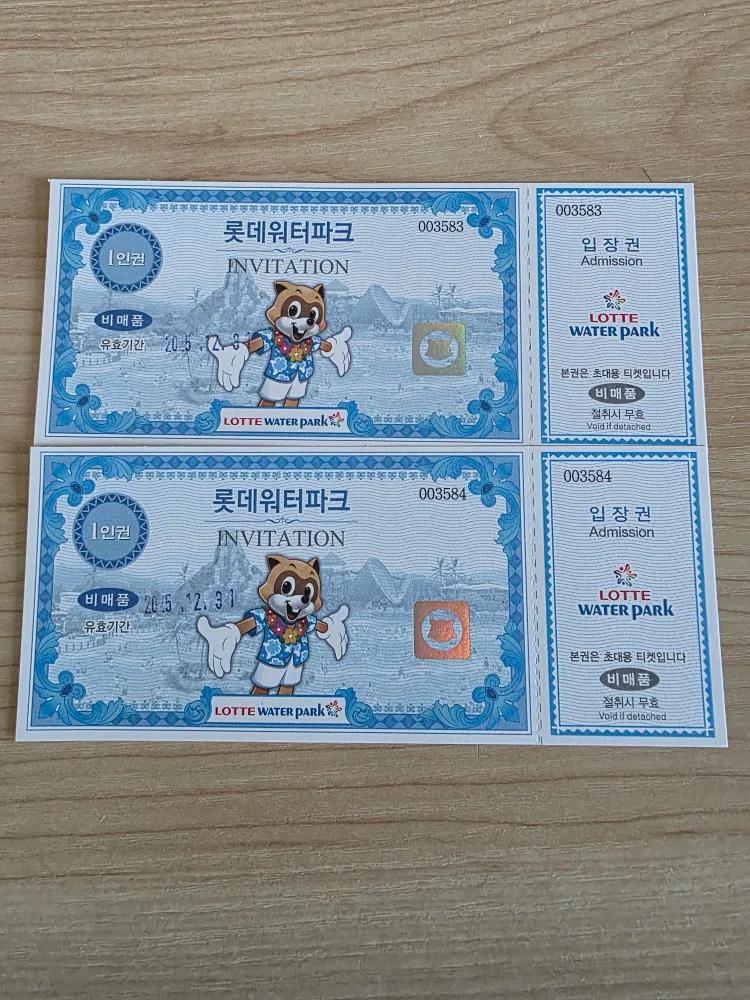 롯데워터파크
003583
1인권
INVITATION
비매품
유효기간
LOTTE WATER PARK
003583
입장권
Admission
LOTTE
WATER PARK
본권은 초대용 티켓입니다
비매품
절취시 무효
Void if detached
롯데워터파크
003584
1인권
INVITATION
비매품
유효기간
.12.31
LOTTE WATER PARK
003584
입장권
Admission
LOTTE
WATER PARK
본권은 초대용 티켓입니다
비매품
절취시 무효
Void if detached